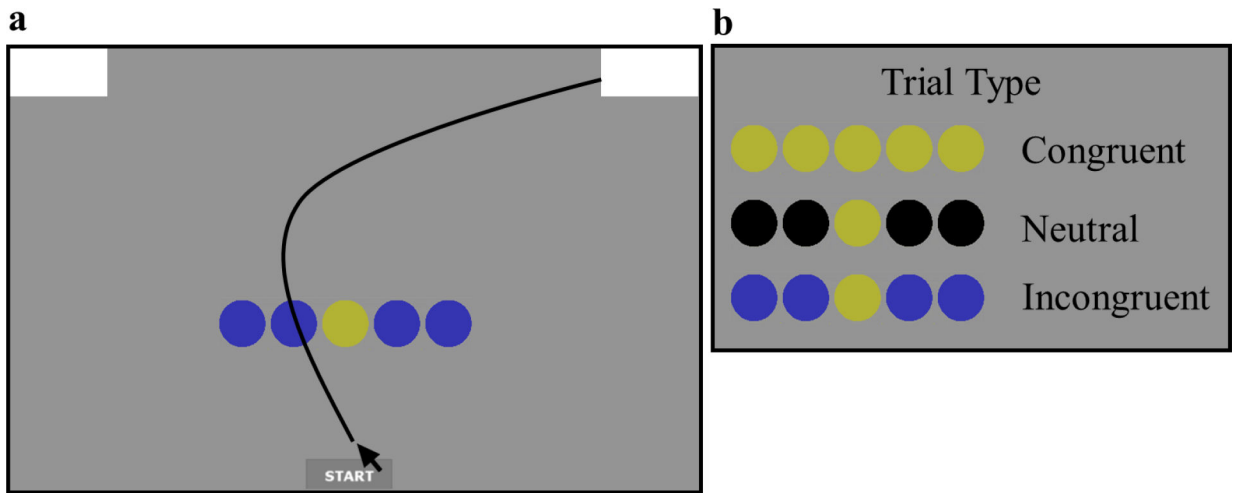 a
START
b
Trial Type
Congruent
Neutral
Incongruent